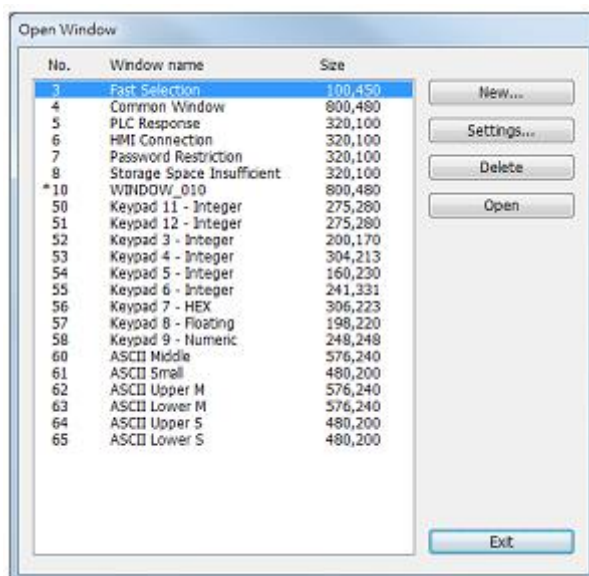 Open Window
No. Window name Size
3 Fast Selection 100,450
4 Common Window 800,480
5 PLC Response 320,100
6 HMI Connection 320,100
7 Password Restriction 320,100
8 Storage Space Insufficient 320,100
*10 WINDOW_010 800,480
50 Keypad 11 - Integer 275,280
51 Keypad 12 - Integer 275,280
52 Keypad 3 - Integer 200,170
53 Keypad 4 - Integer 304,213
54 Keypad 5 - Integer 160,230
55 Keypad 6 - Integer 241,331
56 Keypad 7 - HEX 306,223
57 Keypad 8 - Floating 198,220
58 Keypad 9 - Numeric 248,248
60 ASCII Middle 576,240
61 ASCII Small 480,200
62 ASCII Upper M 576,240
63 ASCII Lower M 576,240
64 ASCII Upper S 480,200
65 ASCII Lower S 480,200
New...
Settings...
Delete
Open
Exit